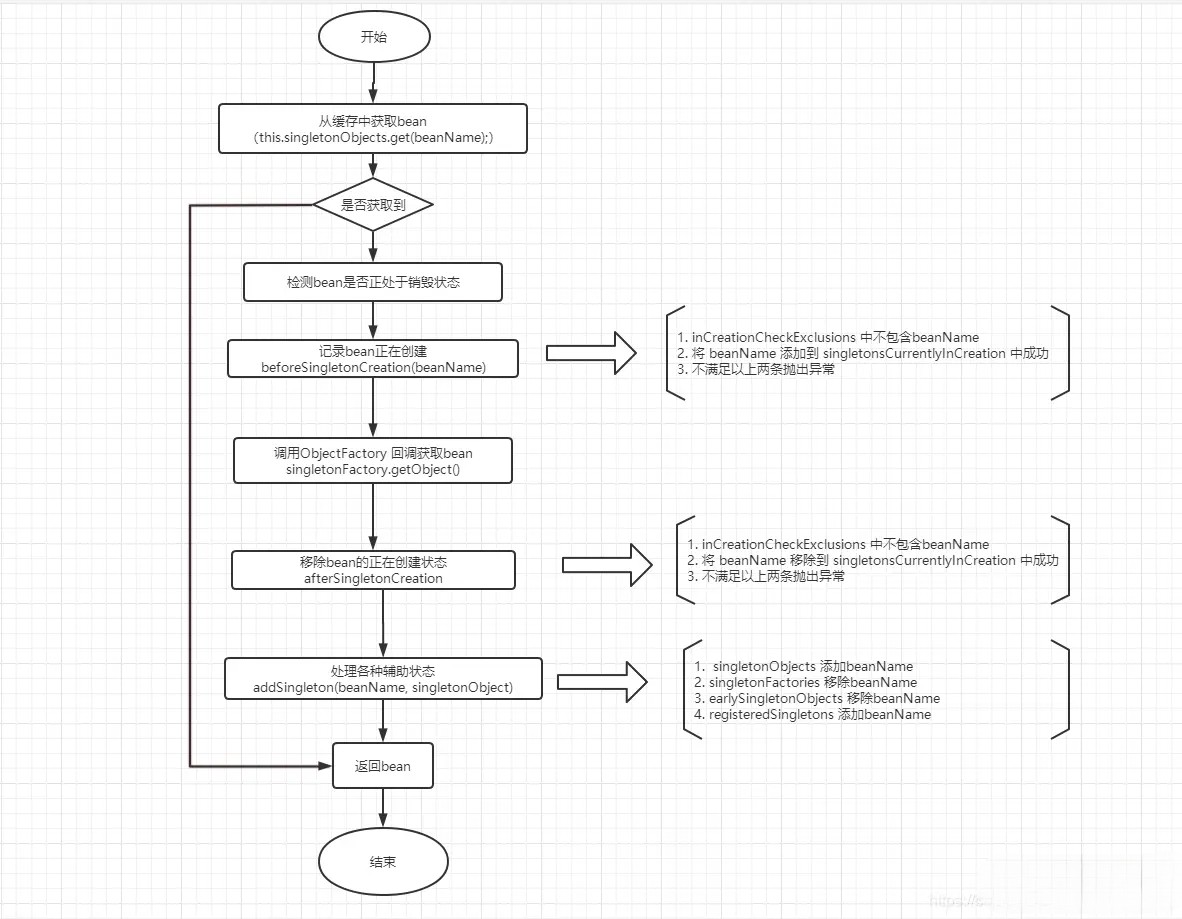 开始
从缓存中获取bean
(this.singletonObjects.get(beanName);)
是否获取到
检测bean是否正处于销毁状态
记录bean正在创建
beforeSingletonCreation(beanName)
1. inCreationCheckExclusions 中不包含beanName
2. 将 beanName 添加到 singletonsCurrentlyInCreation 中成功
3. 不满足以上两条抛出异常
调用ObjectFactory 回调获取bean
singletonFactory.getObject()
移除bean的正在创建状态
afterSingletonCreation
1. inCreationCheckExclusions 中不包含beanName
2. 将 beanName 移除到 singletonsCurrentlyInCreation 中成功
3. 不满足以上两条抛出异常
处理各种辅助状态
addSingleton(beanName, singletonObject)
1. singletonObjects 添加beanName
2. singletonFactories 移除beanName
3. earlySingletonObjects 移除beanName
4. registeredSingletons 添加beanName
返回bean
结束